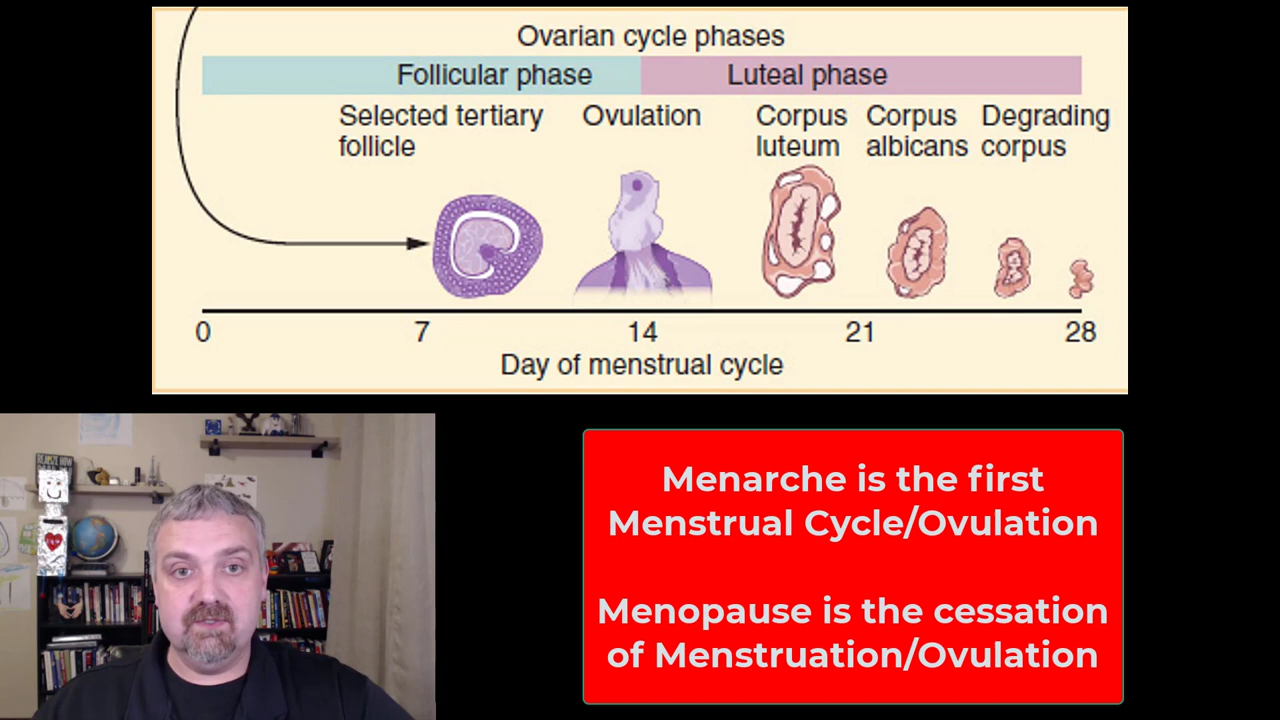 Ovarian cycle phases
Follicular phase
Luteal phase
Selected tertiary
follicle
Ovulation
Corpus
luteum
Corpus
albicans
Degrading
corpus
0 7 14 21 28
Day of menstrual cycle
Menarche is the first
Menstrual Cycle/Ovulation
Menopause is the cessation
of Menstruation/Ovulation